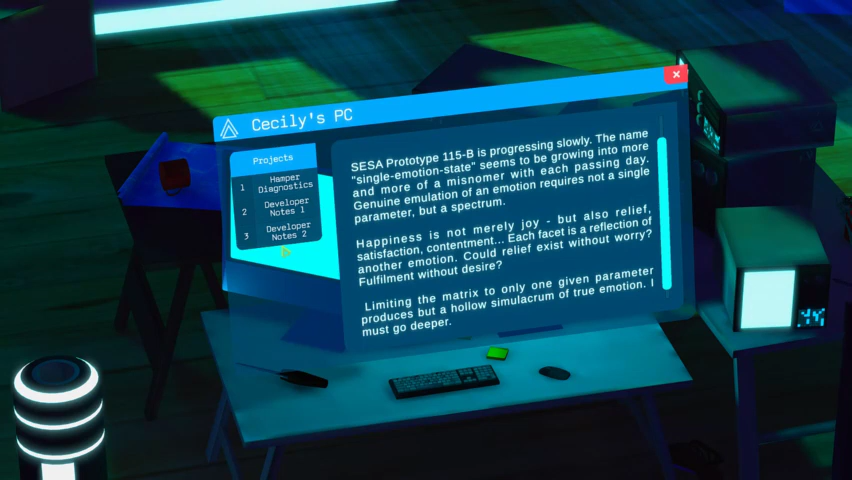 Cecily's PC
Projects
1 Hamper
Diagnostics
2 Developer
Notes 1
3 Developer
Notes 2
SESA Prototype 115-B is progressing slowly. The name
"single-emotion-state" seems to be growing into more
and more of a misnomer with each passing day.
Genuine emulation of an emotion requires not a single
parameter, but a spectrum.
Happiness is not merely joy - but also relief,
satisfaction, contentment... Each facet is a reflection of
another emotion. Could relief exist without worry?
Fulfilment without desire?
Limiting the matrix to only one given parameter
produces but a hollow simulacrum of true emotion. I
must go deeper.